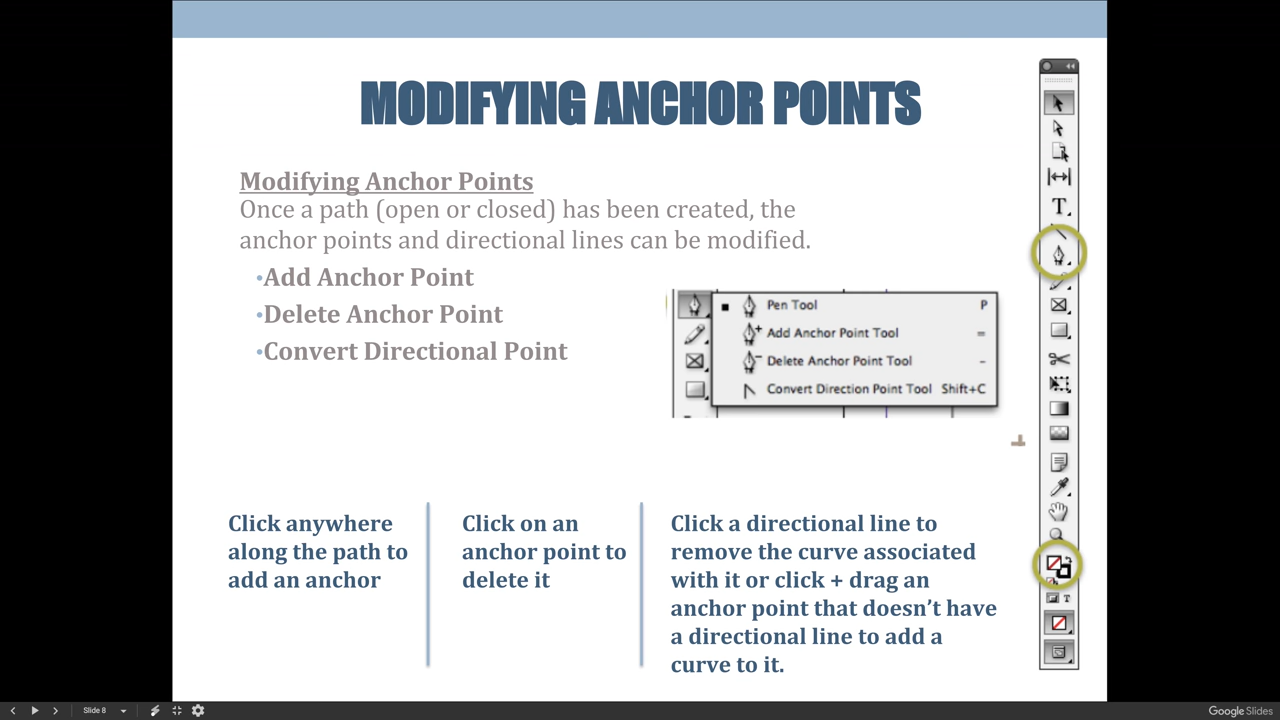 MODIFYING ANCHOR POINTS
Modifying Anchor Points
Once a path (open or closed) has been created, the
anchor points and directional lines can be modified.
•Add Anchor Point
•Delete Anchor Point
•Convert Directional Point
Pen Tool P
Add Anchor Point Tool =
Delete Anchor Point Tool -
Convert Direction Point Tool Shift+C
Click anywhere
along the path to
add an anchor
Click on an
anchor point to
delete it
Click a directional line to
remove the curve associated
with it or click + drag an
anchor point that doesn’t have
a directional line to add a
curve to it.
T
T
Slide 8
Google Slides